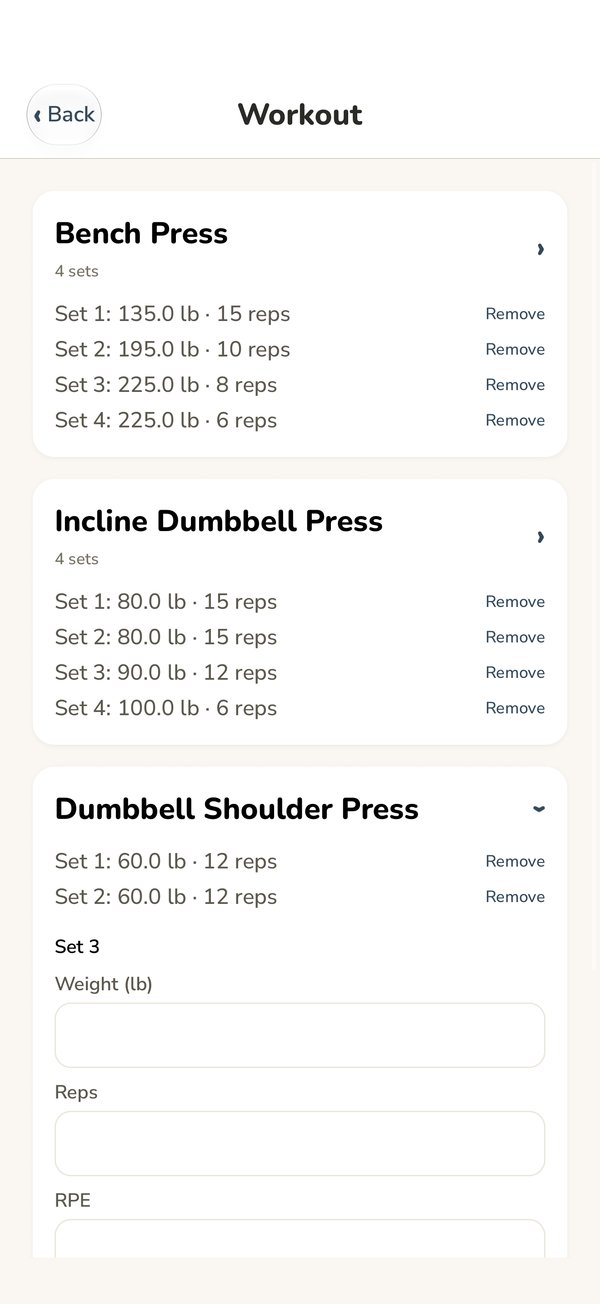 ‹ Back
Workout
Bench Press
›
4 sets
Set 1: 135.0 lb · 15 reps Remove
Set 2: 195.0 lb · 10 reps Remove
Set 3: 225.0 lb · 8 reps Remove
Set 4: 225.0 lb · 6 reps Remove
Incline Dumbbell Press
›
4 sets
Set 1: 80.0 lb · 15 reps Remove
Set 2: 80.0 lb · 15 reps Remove
Set 3: 90.0 lb · 12 reps Remove
Set 4: 100.0 lb · 6 reps Remove
Dumbbell Shoulder Press
Set 1: 60.0 lb · 12 reps Remove
Set 2: 60.0 lb · 12 reps Remove
Set 3
Weight (lb)
Reps
RPE